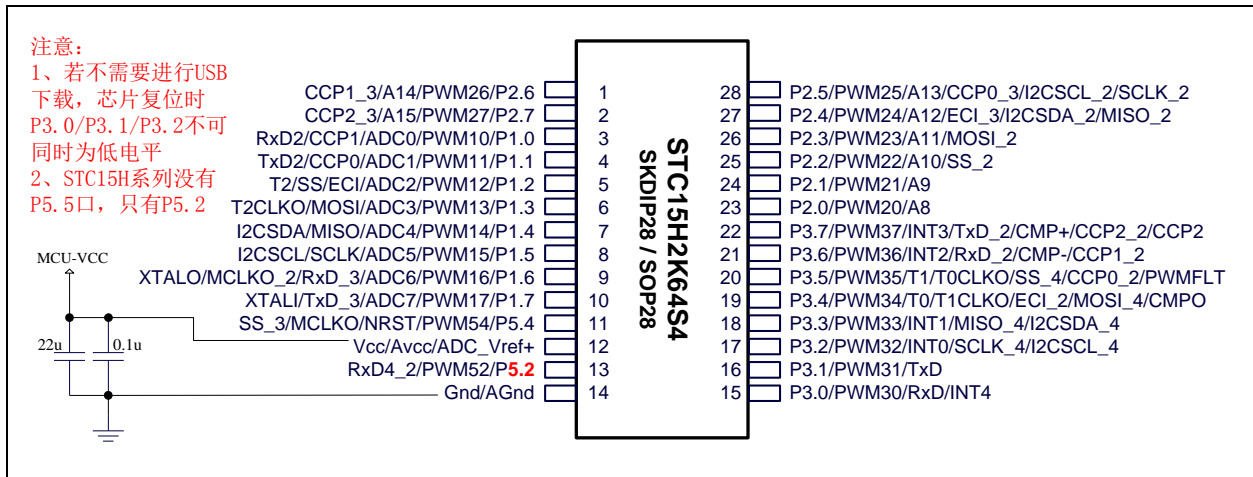 注意：
1、若不需要进行USB
下载，芯片复位时
P3.0/P3.1/P3.2不可
同时为低电平
2、STC15H系列没有
P5.5口，只有P5.2
MCU-VCC
22u
0.1u
CCP1_3/A14/PWM26/P2.6 1
CCP2_3/A15/PWM27/P2.7 2
RxD2/CCP1/ADC0/PWM10/P1.0 3
TxD2/CCP0/ADC1/PWM11/P1.1 4
T2/SS/ECI/ADC2/PWM12/P1.2 5
T2CLKO/MOSI/ADC3/PWM13/P1.3 6
I2CSDA/MISO/ADC4/PWM14/P1.4 7
I2CSCL/SCLK/ADC5/PWM15/P1.5 8
XTALO/MCLKO_2/RxD_3/ADC6/PWM16/P1.6 9
XTALI/TxD_3/ADC7/PWM17/P1.7 10
SS_3/MCLKO/NRST/PWM54/P5.4 11
Vcc/Avcc/ADC_Vref+ 12
RxD4_2/PWM52/P5.2 13
Gnd/AGnd 14
STC15H2K64S4
SKDIP28 / SOP28
28 P2.5/PWM25/A13/CCP0_3/I2CSCL_2/SCLK_2
27 P2.4/PWM24/A12/ECI_3/I2CSDA_2/MISO_2
26 P2.3/PWM23/A11/MOSI_2
25 P2.2/PWM22/A10/SS_2
24 P2.1/PWM21/A9
23 P2.0/PWM20/A8
22 P3.7/PWM37/INT3/TxD_2/CMP+/CCP2_2/CCP2
21 P3.6/PWM36/INT2/RxD_2/CMP-/CCP1_2
20 P3.5/PWM35/T1/T0CLKO/SS_4/CCP0_2/PWMFLT
19 P3.4/PWM34/T0/T1CLKO/ECI_2/MOSI_4/CMPO
18 P3.3/PWM33/INT1/MISO_4/I2CSDA_4
17 P3.2/PWM32/INT0/SCLK_4/I2CSCL_4
16 P3.1/PWM31/TxD
15 P3.0/PWM30/RxD/INT4